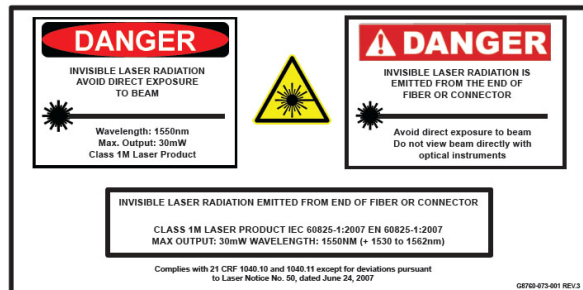 DANGER
INVISIBLE LASER RADIATION
AVOID DIRECT EXPOSURE
TO BEAM
Wavelength: 1550nm
Max. Output: 30mW
Class 1M Laser Product
DANGER
INVISIBLE LASER RADIATION IS
EMITTED FROM THE END OF
FIBER OR CONNECTOR
Avoid direct exposure to beam
Do not view beam directly with
optical instruments
INVISIBLE LASER RADIATION EMITTED FROM END OF FIBER OR CONNECTOR
CLASS 1M LASER PRODUCT IEC 60825-1:2007 EN 60825-1:2007
MAX OUTPUT: 30mW WAVELENGTH: 1550NM (+ 1530 to 1562nm)
Complies with 21 CRF 1040.10 and 1040.11 except for deviations pursuant
to Laser Notice No. 50, dated June 24, 2007
G8760-073-001 REV.3